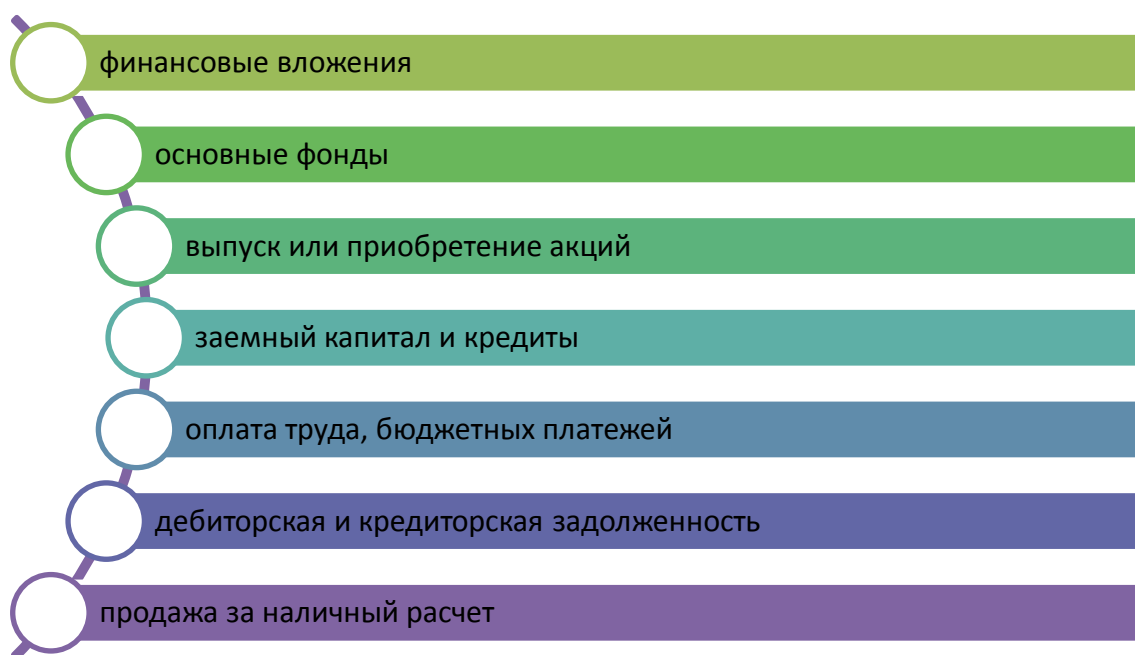 финансовые вложения
основные фонды
выпуск или приобретение акций
заемный капитал и кредиты
оплата труда, бюджетных платежей
дебиторская и кредиторская задолженность
продажа за наличный расчет